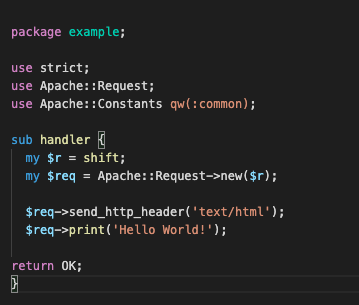 package example;
use strict;
use Apache::Request;
use Apache::Constants qw(:common);
sub handler {
my $r = shift;
my $req = Apache::Request->new($r);
$req->send_http_header('text/html');
$req->print('Hello World!');
return OK;
}